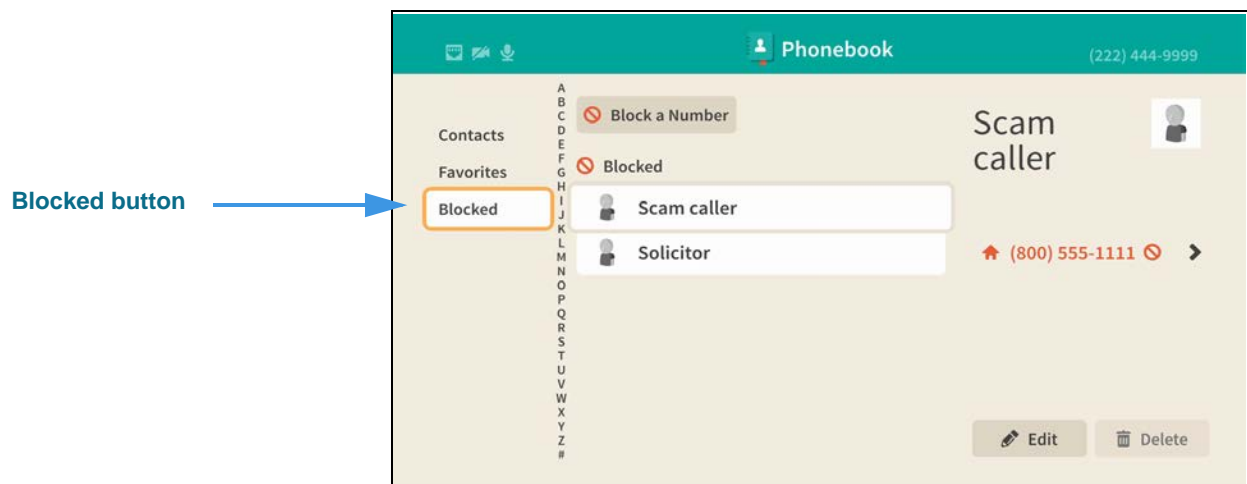 Phonebook
(222) 444-9999
Blocked button
Contacts
Favorites
Blocked
A
B
C
D
E
F
G
H
I
J
K
L
M
N
O
P
Q
R
S
T
U
V
W
X
Y
Z
#
Block a Number
Blocked
Scam caller
Solicitor
Scam
caller
(800) 555-1111
Edit
Delete